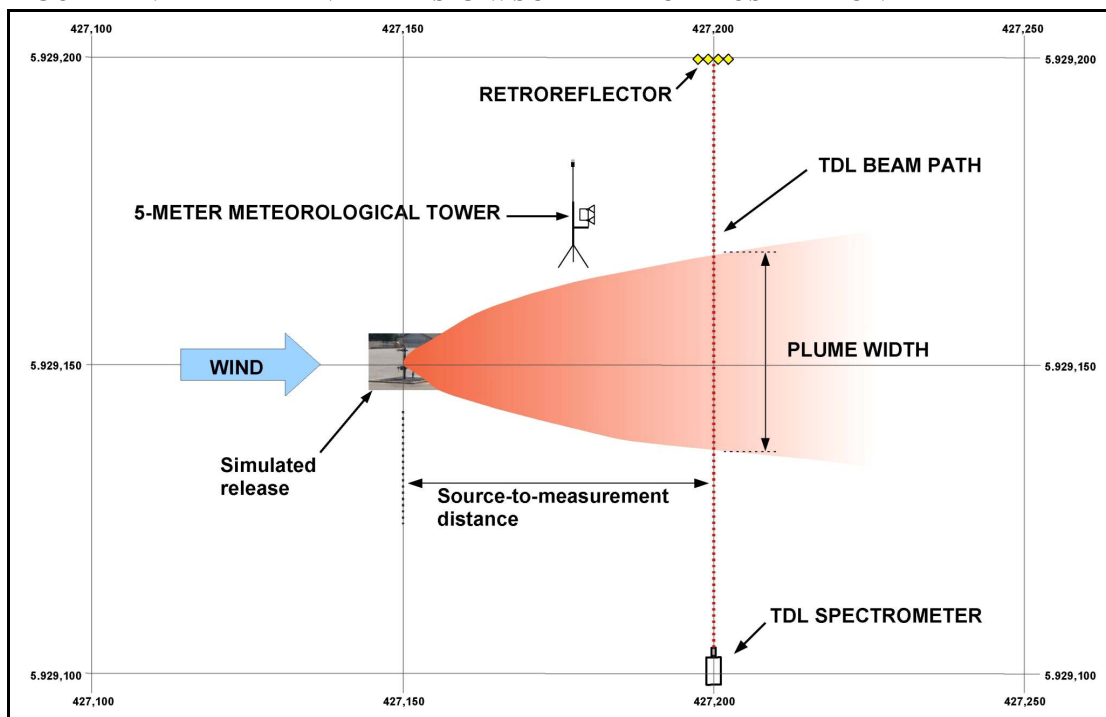 427,100 427,150 427,200 427,250
5.929,200 5.929,200
RETROREFLECTOR
TDL BEAM PATH
5-METER METEOROLOGICAL TOWER
PLUME WIDTH
5.929,150 WIND 5.929,150
Simulated
release
Source-to-measurement
distance
TDL SPECTROMETER
5.929,100 5.929,100
427,100 427,150 427,200 427,250